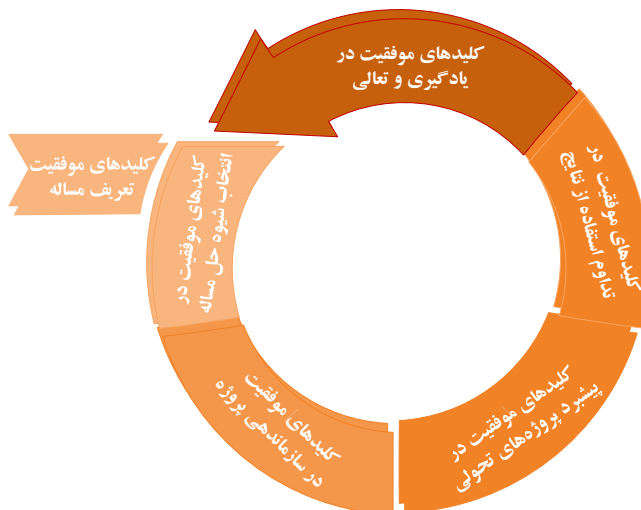 کلیدهای موفقیت
تعریف مساله
کلیدهای موفقیت در
انتخاب شیوه حل مساله
کلیدهای موفقیت
در سازماندهی پروژه
کلیدهای موفقیت در
پیشبرد پروژه‌های تحولی
کلیدهای موفقیت در
تداوم استفاده از نتایج
کلیدهای موفقیت در
یادگیری و تعالی